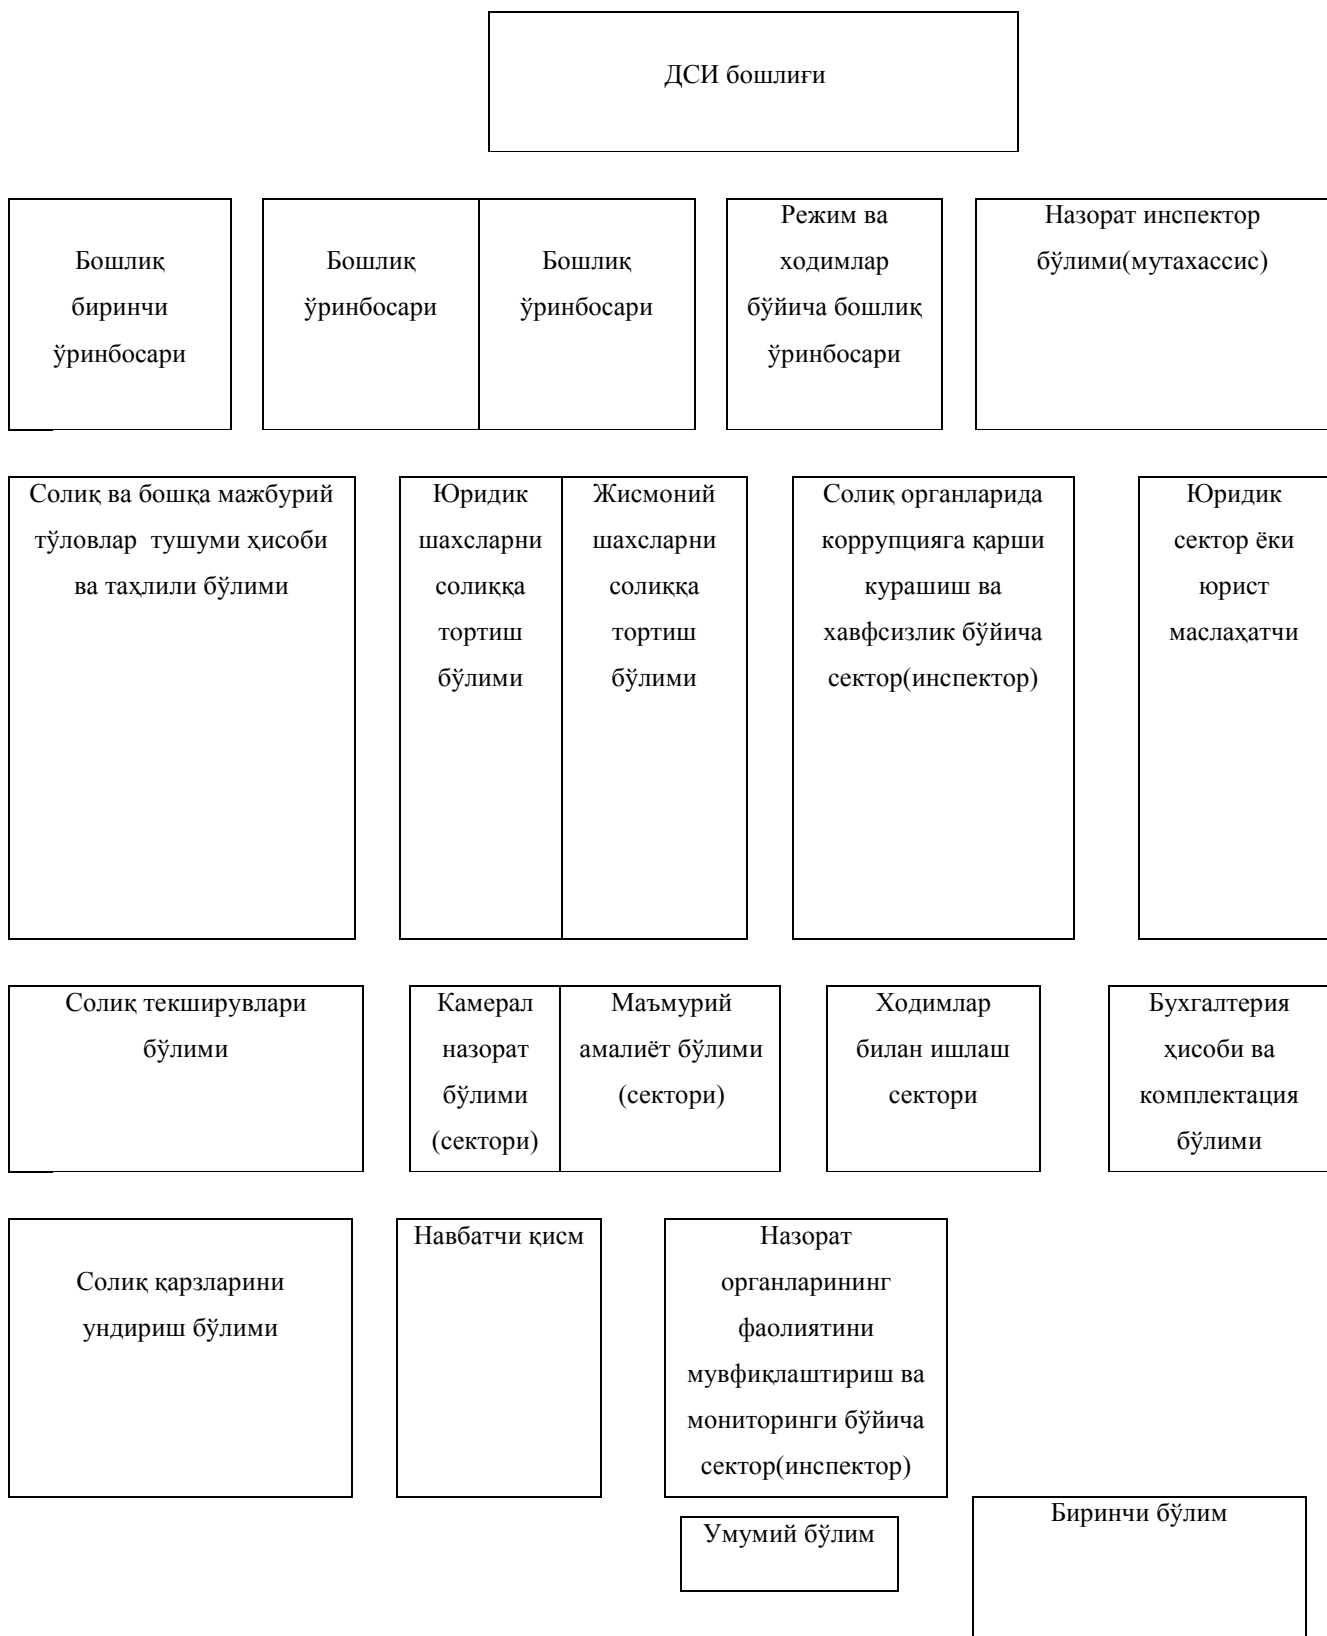 ДСИ бошлиғи
Бошлиқ
биринчи
ўринбосари
Бошлиқ
ўринбосари
Бошлиқ
ўринбосари
Режим ва
ходимлар
бўйича бошлиқ
ўринбосари
Назорат инспектор
бўлими(мутахассис)
Солиқ ва бошқа мажбурий
тўловлар тушуми ҳисоби
ва таҳлили бўлими
Юридик
шахсларни
солиққа
тортиш
бўлими
Жисмоний
шахсларни
солиққа
тортиш
бўлими
Солиқ органларида
коррупцияга қарши
курашиш ва
хавфсизлик бўйича
сектор(инспектор)
Юридик
сектор ёки
юрист
маслаҳатчи
Солиқ текширувлари
бўлими
Камерал
назорат
бўлими
(сектори)
Маъмурий
амалиёт бўлими
(сектори)
Ходимлар
билан ишлаш
сектори
Бухгалтерия
ҳисоби ва
комплектация
бўлими
Солиқ қарзларини
ундириш бўлими
Навбатчи қисм
Назорат
органларининг
фаолиятини
мувфиқлаштириш ва
мониторинги бўйича
сектор(инспектор)
Умумий бўлим
Биринчи бўлим